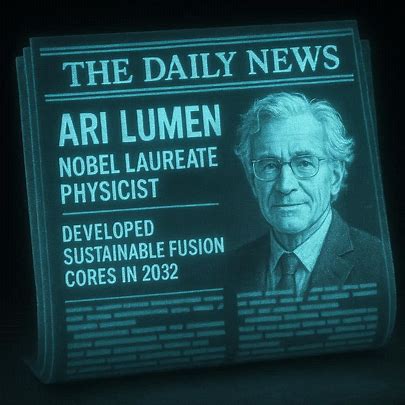 THE DAILY NEWS
ARI LUMEN
NOBEL LAUREATE
PHYSICIST
DEVELOPED
SUSTAINABLE FUSION
CORES IN 2032